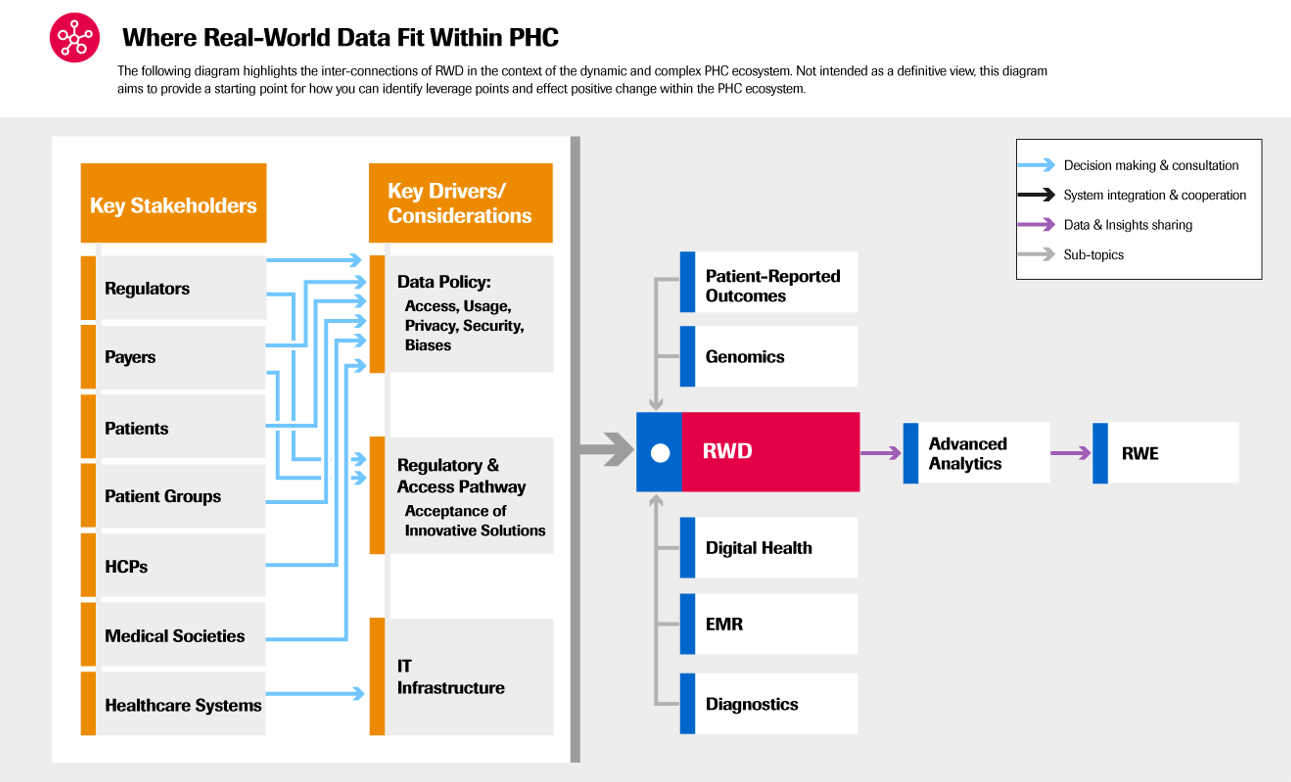 Where Real-World Data Fit Within PHC
The following diagram highlights the inter-connections of RWD in the context of the dynamic and complex PHC ecosystem. Not intended as a definitive view, this diagram
aims to provide a starting point for how you can identify leverage points and effect positive change within the PHC ecosystem.
Key Stakeholders
Regulators
Payers
Patients
Patient Groups
HCPs
Medical Societies
Healthcare Systems
Key Drivers/
Considerations
Data Policy:
Access, Usage,
Privacy, Security,
Biases
Regulatory &
Access Pathway
Acceptance of
Innovative Solutions
IT
Infrastructure
Patient-Reported
Outcomes
Genomics
RWD
Digital Health
EMR
Diagnostics
Advanced
Analytics
RWE
Decision making & consultation
System integration & cooperation
Data & Insights sharing
Sub-topics